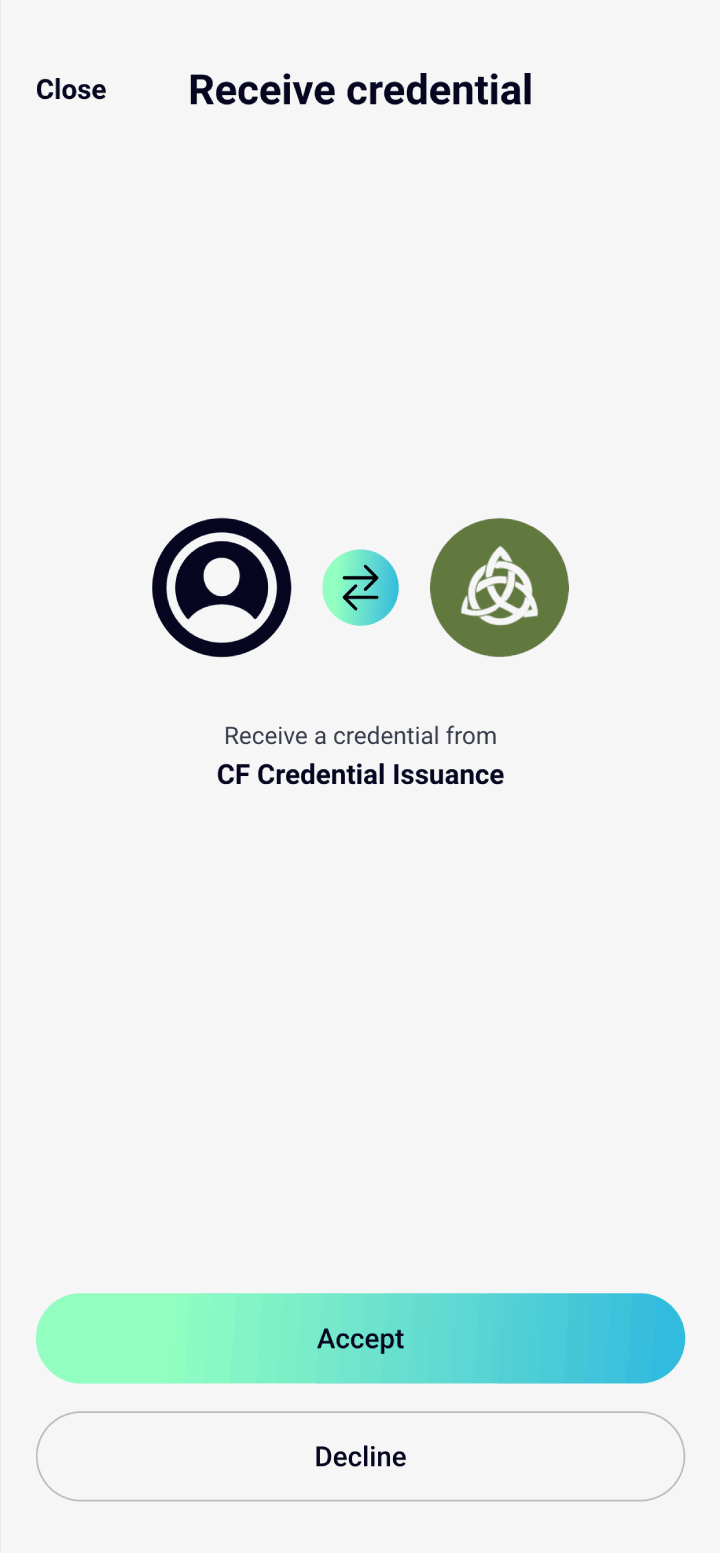 Close
Receive credential
Receive a credential from
CF Credential Issuance
Accept
Decline